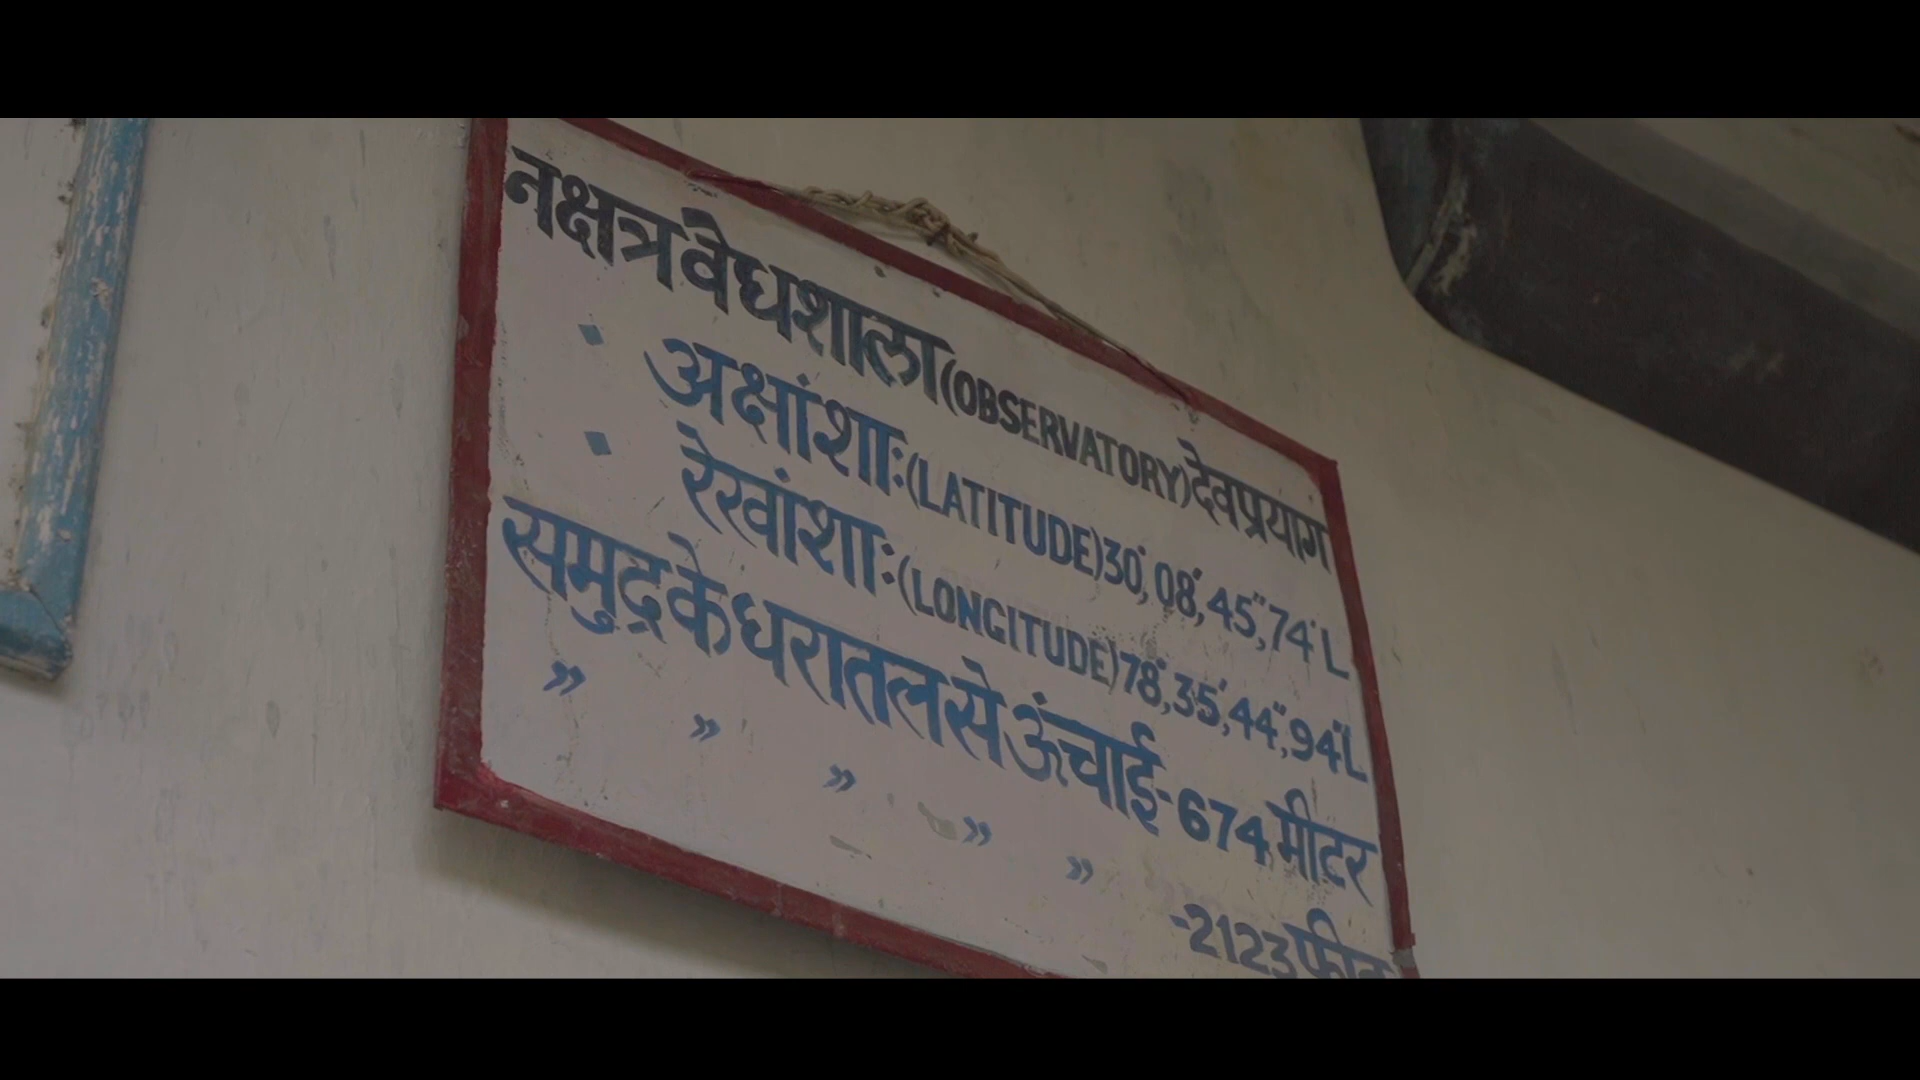 नक्षत्र वेधशाला (OBSERVATORY) देवप्रयाग
अक्षांशाः (LATITUDE) 30°, 08', 45", 74' L
रेखांशाः (LONGITUDE) 78°, 35', 44", 94" L
समुद्र के धरातल से ऊंचाई - 674 मीटर
" " " " " - 2123 फीट